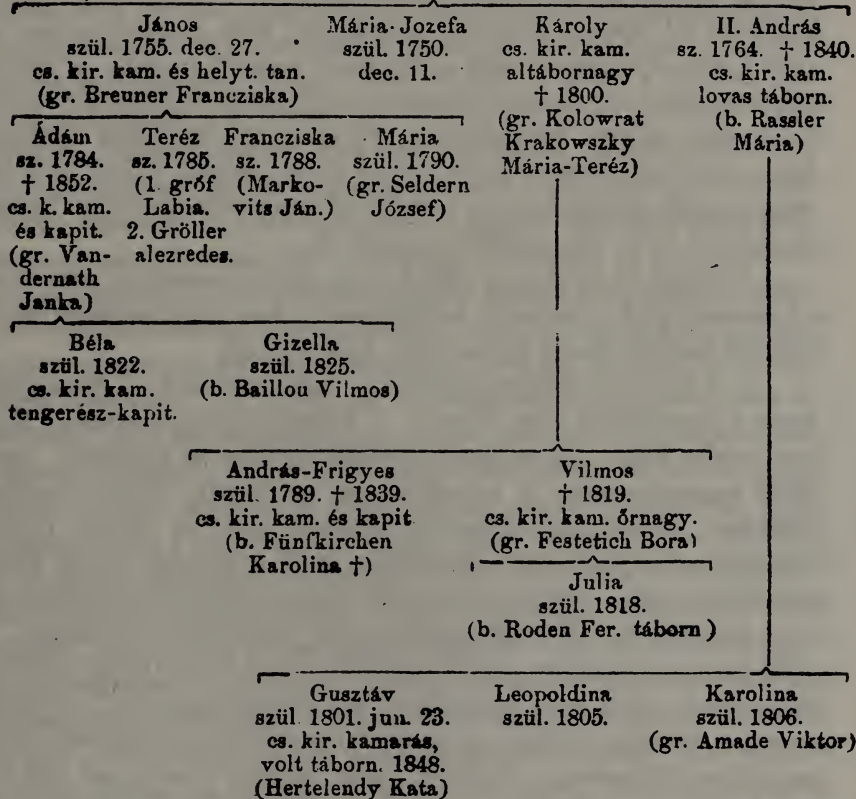 János
szül. 1755. dec. 27.
cs. kir. kam. és helyt. tan.
(gr. Breuner Francziska)
Mária-Jozefa
szül. 1750.
dec. 11.
Károly
cs. kir. kam.
altábornagy
† 1800.
(gr. Kolowrat
Krakowszky
Mária-Teréz)
II. András
sz. 1764. † 1840.
cs. kir. kam.
lovas táborn.
(b. Rassler
Mária)
Ádám
sz. 1784.
† 1852.
cs. k. kam.
és kapit.
(gr. Van-
dernath
Janka)
Teréz
sz. 1785.
(1. gróf
Labia.
2. Gröller
alezredes.
Francziska
sz. 1788.
(Marko-
vits Ján.)
Mária
szül. 1790.
(gr. Seldern
József)
Béla
szül. 1822.
cs. kir. kam.
tengerész-kapit.
Gizella
szül. 1825.
(b. Baillou Vilmos)
András-Frigyes
szül. 1789. † 1839.
cs. kir. kam. és kapit
(b. Fünfkirchen
Karolina †)
Vilmos
† 1819.
cs. kir. kam. őrnagy.
(gr. Festetich Bora)
Julia
szül. 1818.
(b. Roden Fer. táborn)
Gusztáv
szül. 1801. jun. 23.
cs. kir. kamarás,
volt táborn. 1848.
(Hertelendy Kata)
Leopoldina
szül. 1805.
Karolina
szül. 1806.
(gr. Amade Viktor)